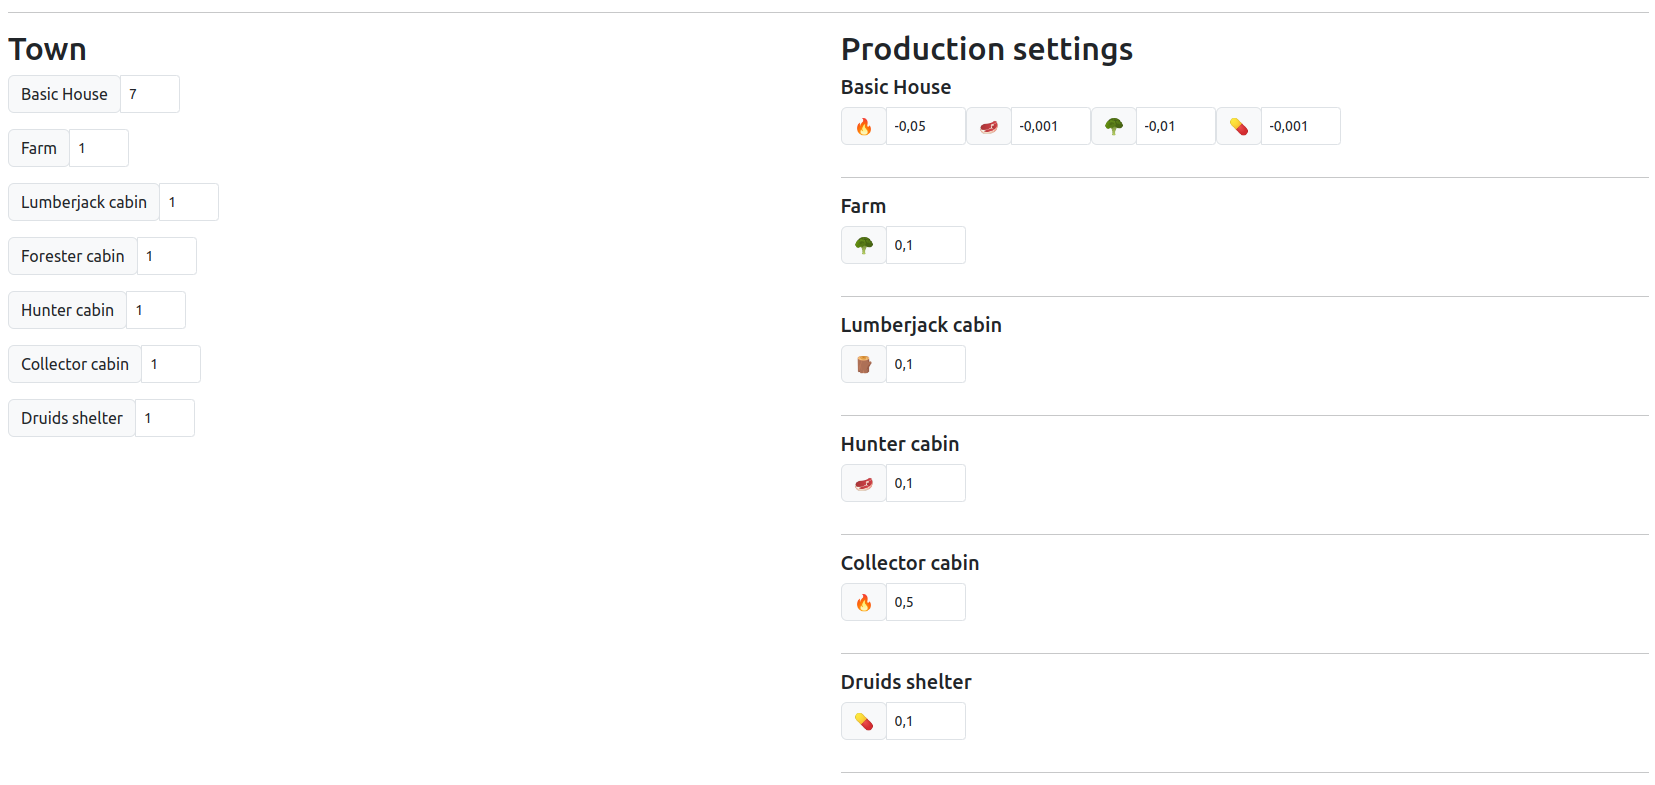 Town
Basic House 7
Farm 1
Lumberjack cabin 1
Forester cabin 1
Hunter cabin 1
Collector cabin 1
Druids shelter 1
Production settings
Basic House
🔥 -0,05 🥩 -0,001 🥦 -0,01 💊 -0,001
Farm
🥦 0,1
Lumberjack cabin
🪵 0,1
Hunter cabin
🥩 0,1
Collector cabin
🔥 0,5
Druids shelter
💊 0,1